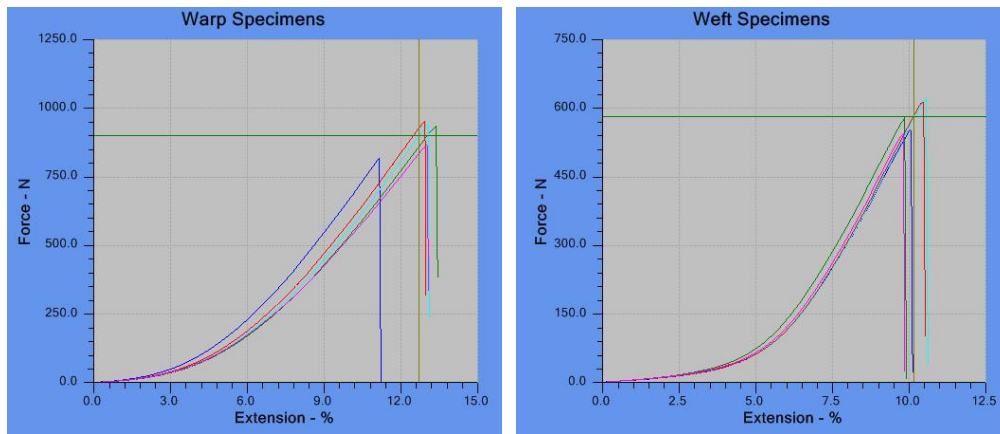 Warp Specimens
1250.0
1000.0
750.0
500.0
250.0
0.0
Force - N
0.0 3.0 6.0 9.0 12.0 15.0
Extension - %
Weft Specimens
750.0
600.0
450.0
300.0
150.0
0.0
Force - N
0.0 2.5 5.0 7.5 10.0 12.5
Extension - %